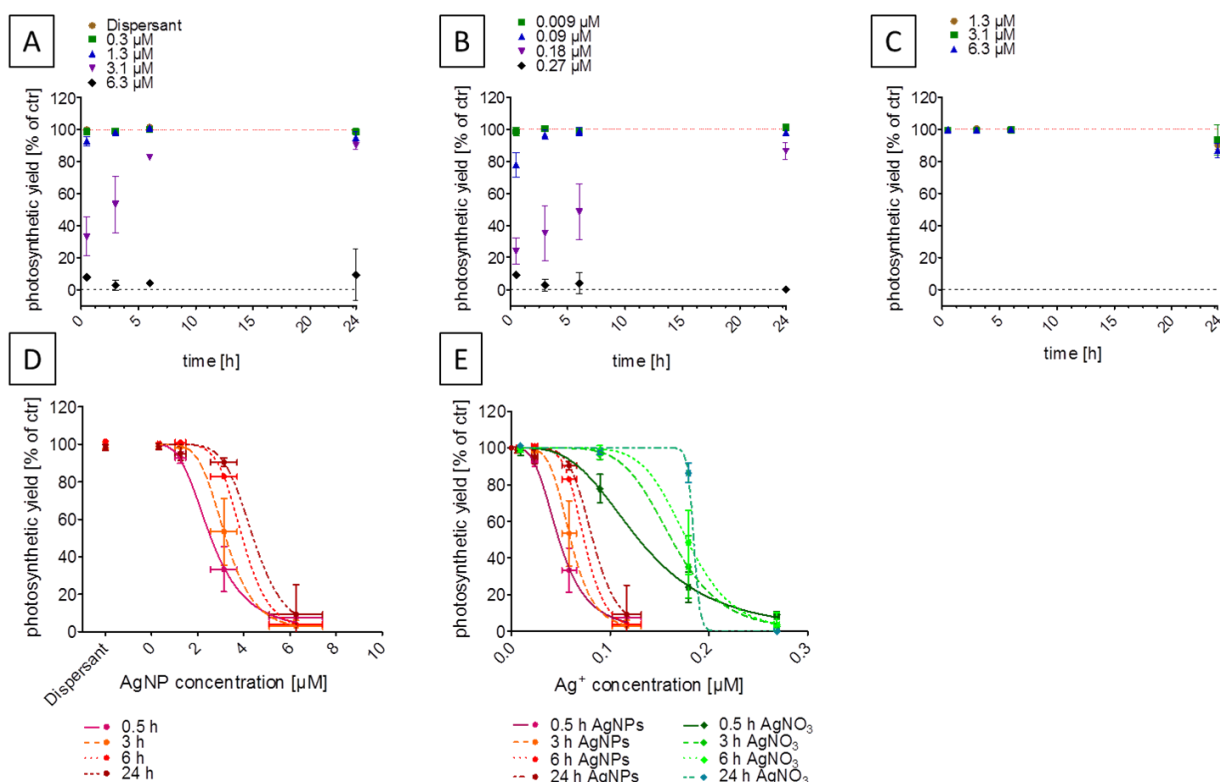 A
Dispersant
0.3 µM
1.3 µM
3.1 µM
6.3 µM
photosynthetic yield [% of ctr]
120
100
80
60
40
20
0
0 5 10 15 20 24
time [h]
B
0.009 µM
0.09 µM
0.18 µM
0.27 µM
photosynthetic yield [% of ctr]
120
100
80
60
40
20
0
0 5 10 15 20 24
time [h]
C
1.3 µM
3.1 µM
6.3 µM
photosynthetic yield [% of ctr]
120
100
80
60
40
20
0
0 5 10 15 20 24
time [h]
D
photosynthetic yield [% of ctr]
120
100
80
60
40
20
0
Dispersant 0 2 4 6 8 10
AgNP concentration [µM]
0.5 h
3 h
6 h
24 h
E
photosynthetic yield [% of ctr]
120
100
80
60
40
20
0
0.0 0.1 0.2 0.3
Ag⁺ concentration [µM]
0.5 h AgNPs
3 h AgNPs
6 h AgNPs
24 h AgNPs
0.5 h AgNO₃
3 h AgNO₃
6 h AgNO₃
24 h AgNO₃